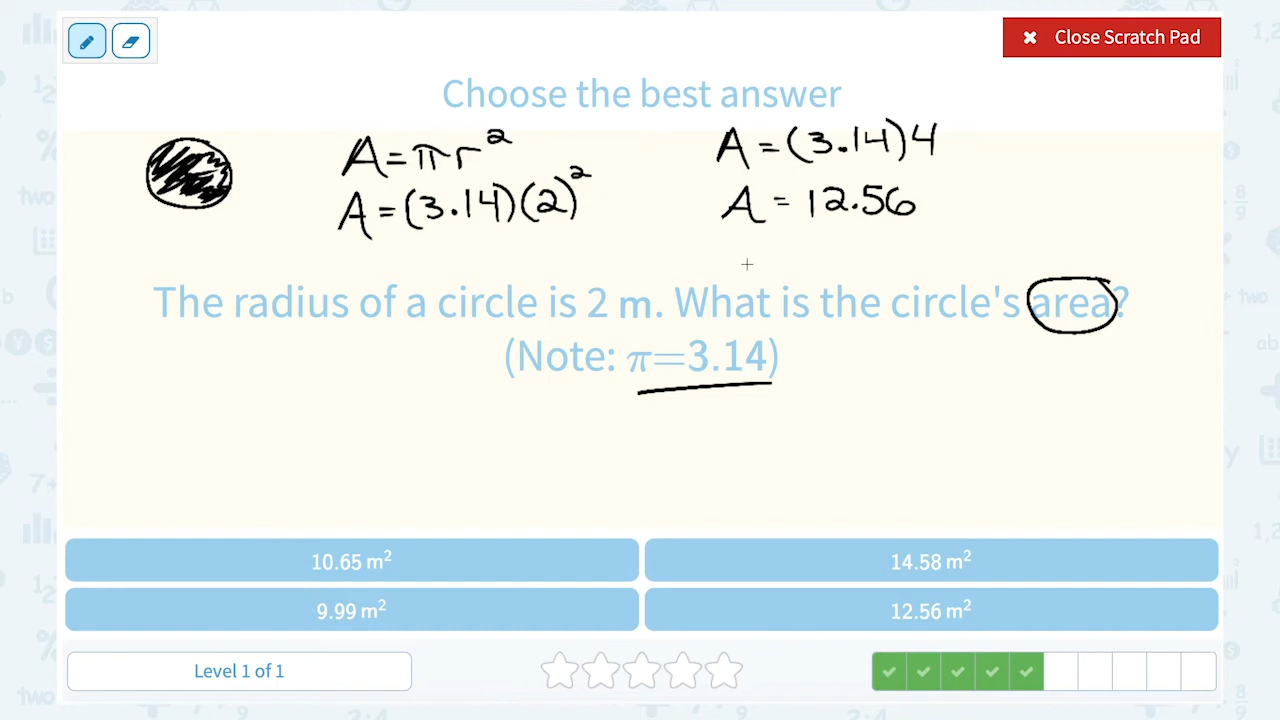 Close Scratch Pad
Choose the best answer
A = πr²
A = (3.14)(2)²
A = (3.14)4
A = 12.56
The radius of a circle is 2 m. What is the circle's area?
(Note: π=3.14)
10.65 m²
14.58 m²
9.99 m²
12.56 m²
Level 1 of 1